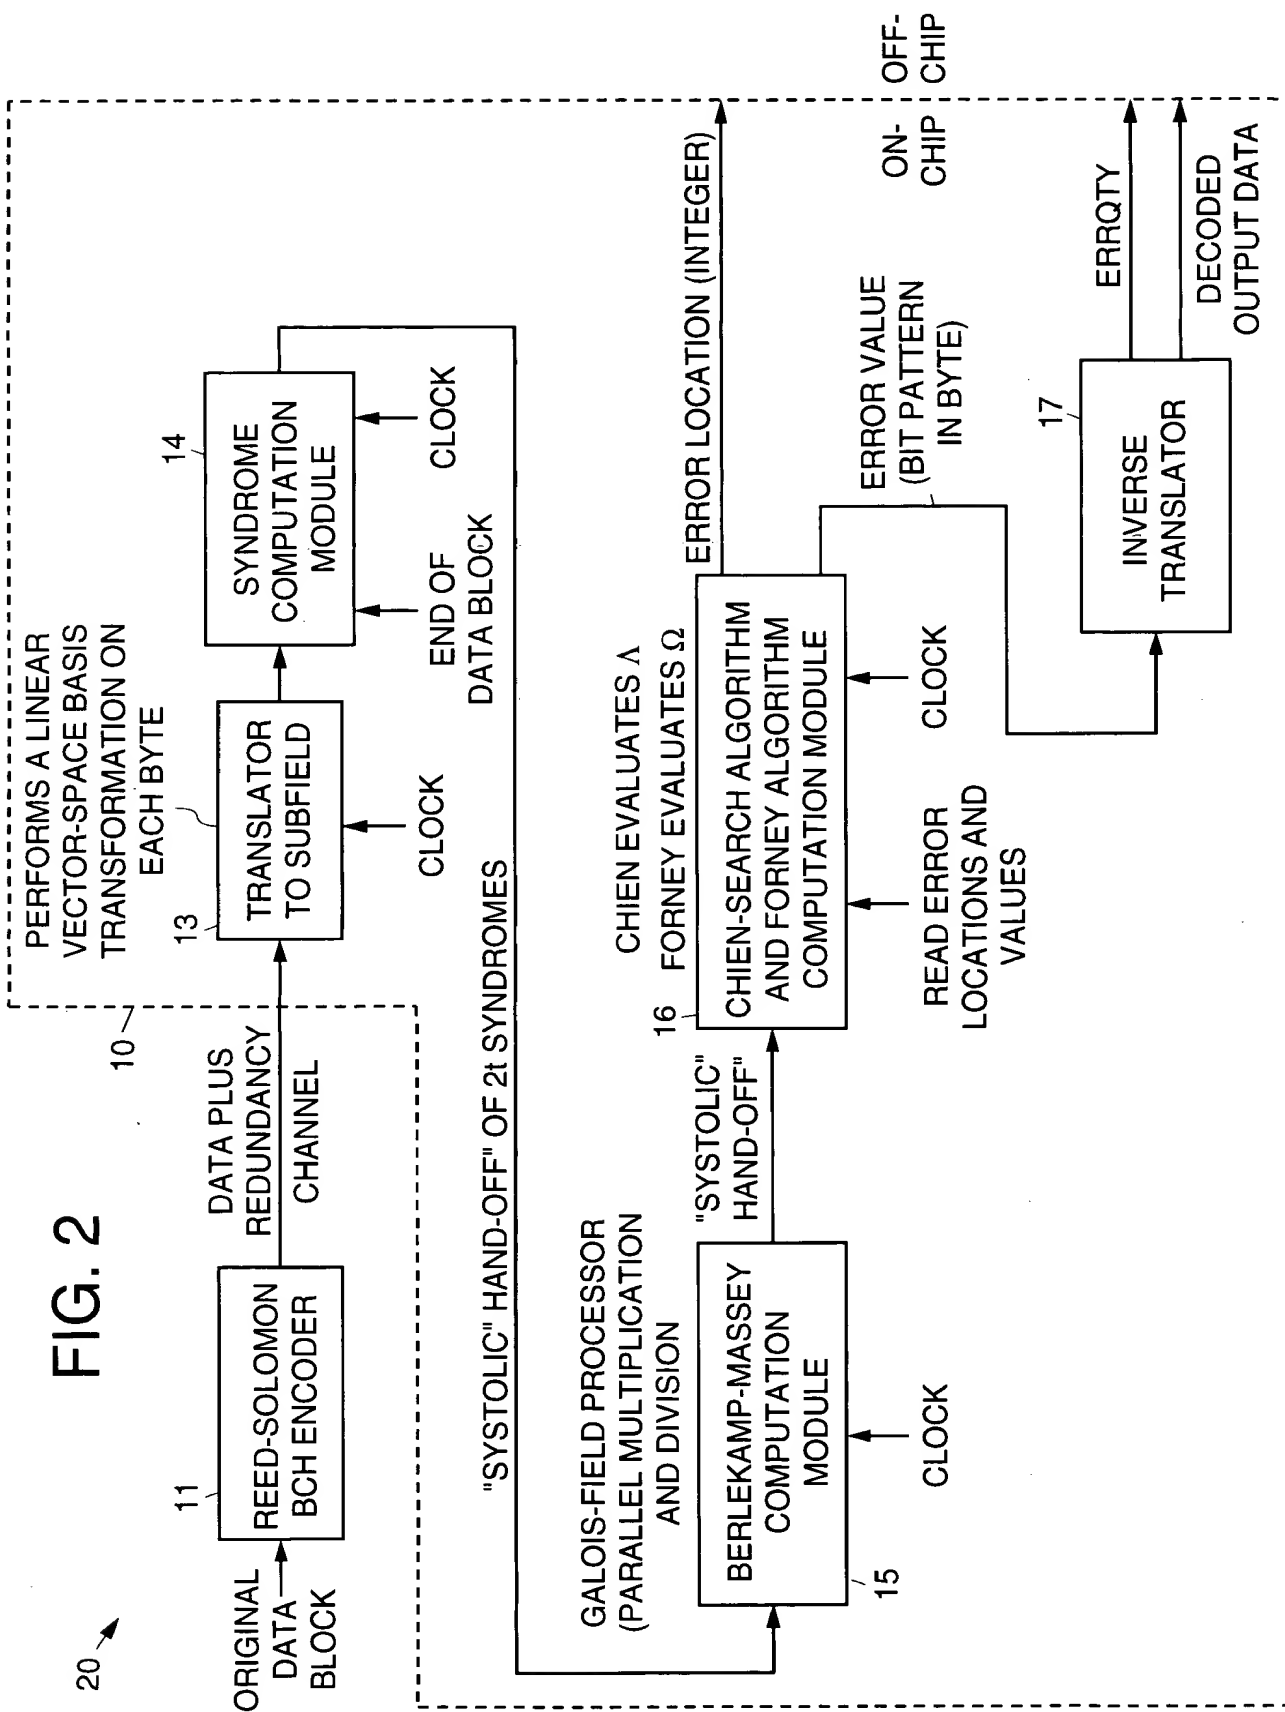 FIG. 2
20
ORIGINAL
DATA
BLOCK
11
REED-SOLOMON
BCH ENCODER
DATA PLUS
REDUNDANCY
CHANNEL
10
PERFORMS A LINEAR
VECTOR-SPACE BASIS
TRANSFORMATION ON
EACH BYTE
13
TRANSLATOR
TO SUBFIELD
CLOCK
14
SYNDROME
COMPUTATION
MODULE
END OF
DATA BLOCK
CLOCK
"SYSTOLIC" HAND-OFF" OF 2t SYNDROMES
GALOIS-FIELD PROCESSOR
(PARALLEL MULTIPLICATION
AND DIVISION
BERLEKAMP-MASSEY
COMPUTATION
MODULE
15
CLOCK
"SYSTOLIC"
HAND-OFF"
CHIEN EVALUATES Λ
FORNEY EVALUATES Ω
16
CHIEN-SEARCH ALGORITHM
AND FORNEY ALGORITHM
COMPUTATION MODULE
READ ERROR
LOCATIONS AND
VALUES
CLOCK
ERROR LOCATION (INTEGER)
ERROR VALUE
(BIT PATTERN
IN BYTE)
17
INVERSE
TRANSLATOR
ERRQTY
DECODED
OUTPUT DATA
ON-
CHIP
OFF-
CHIP